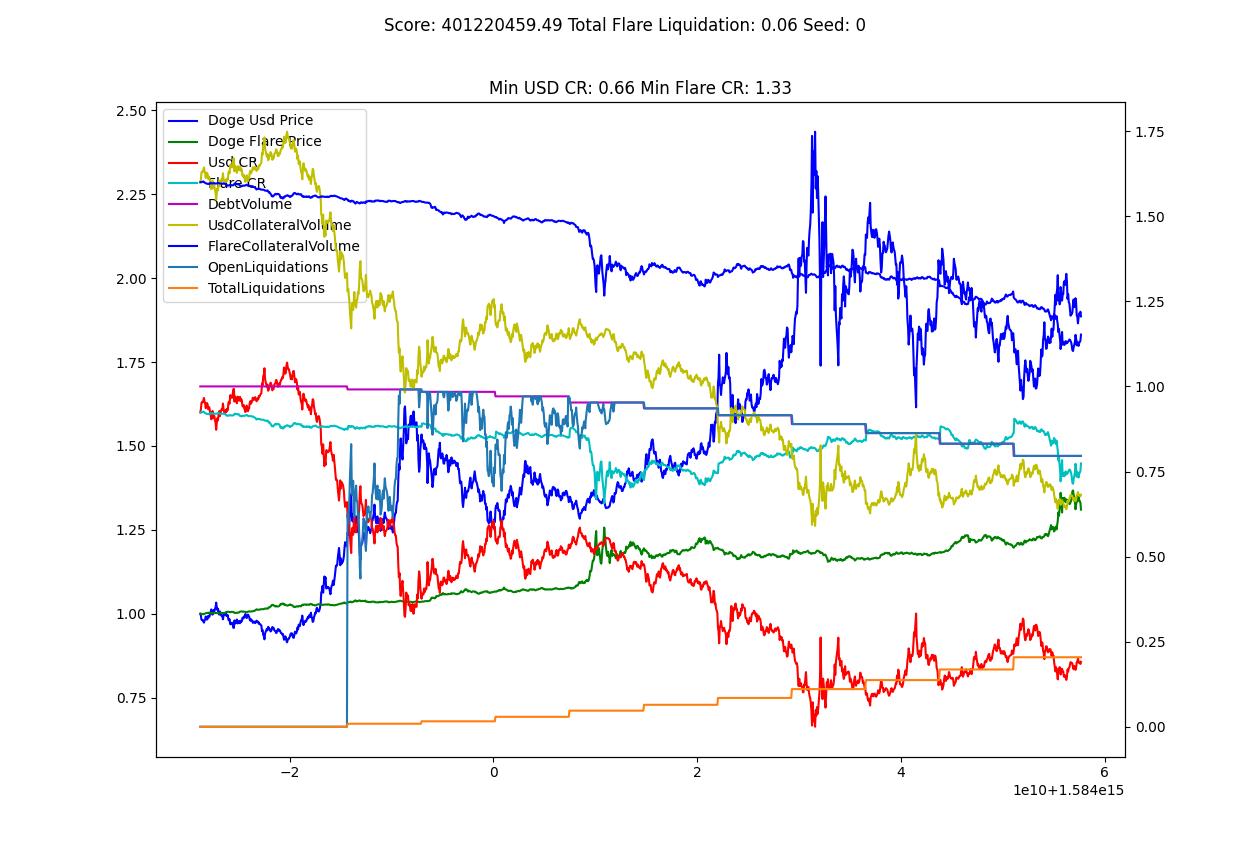 Score: 401220459.49 Total Flare Liquidation: 0.06 Seed: 0
Min USD CR: 0.66 Min Flare CR: 1.33
Doge Usd Price
Doge Flare Price
Usd CR
Flare CR
DebtVolume
UsdCollateralVolume
FlareCollateralVolume
OpenLiquidations
TotalLiquidations
2.50
2.25
2.00
1.75
1.50
1.25
1.00
0.75
1.75
1.50
1.25
1.00
0.75
0.50
0.25
0.00
−2
0
2
4
6
1e10+1.584e15